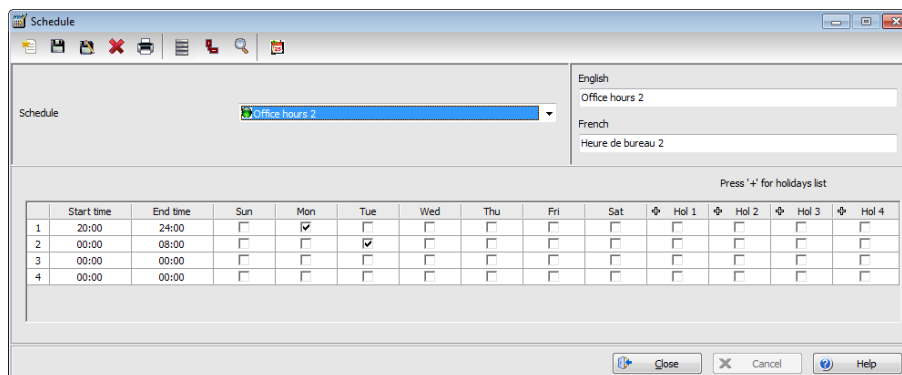 Schedule
English
Office hours 2
Schedule
Office hours 2
French
Heure de bureau 2
Press '+' for holidays list
Start time End time Sun Mon Tue Wed Thu Fri Sat Hol 1 Hol 2 Hol 3 Hol 4
1 20:00 24:00
2 00:00 08:00
3 00:00 00:00
4 00:00 00:00
Close Cancel Help